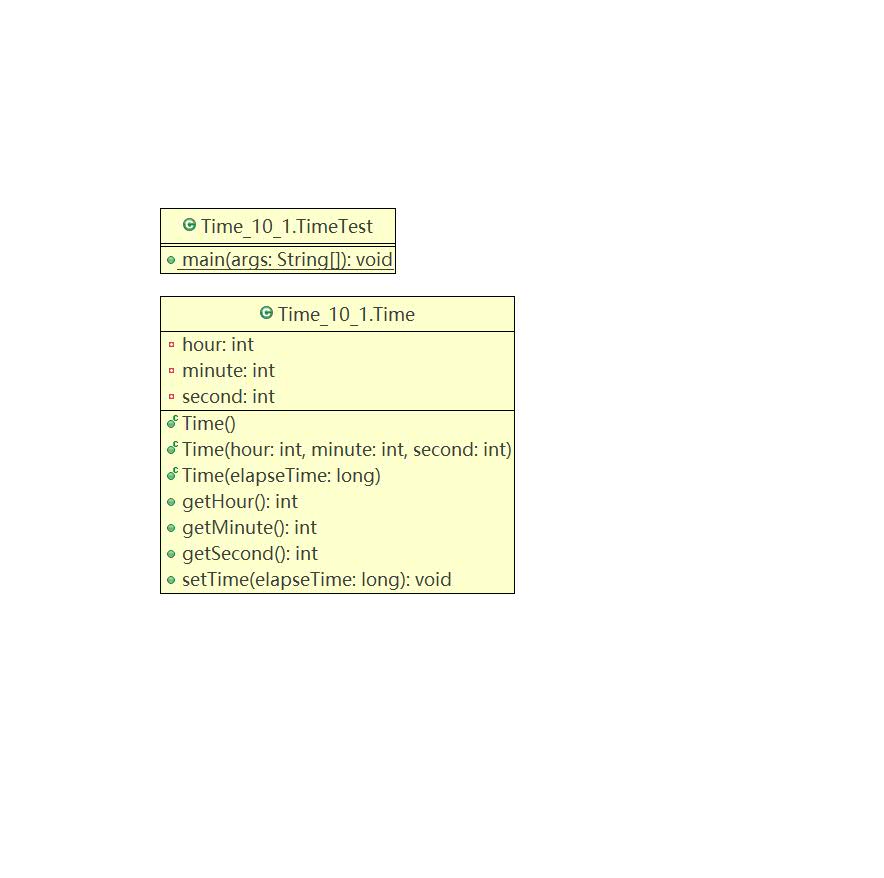 Time_10_1.TimeTest
main(args: String[]): void
Time_10_1.Time
hour: int
minute: int
second: int
Time()
Time(hour: int, minute: int, second: int)
Time(elapseTime: long)
getHour(): int
getMinute(): int
getSecond(): int
setTime(elapseTime: long): void